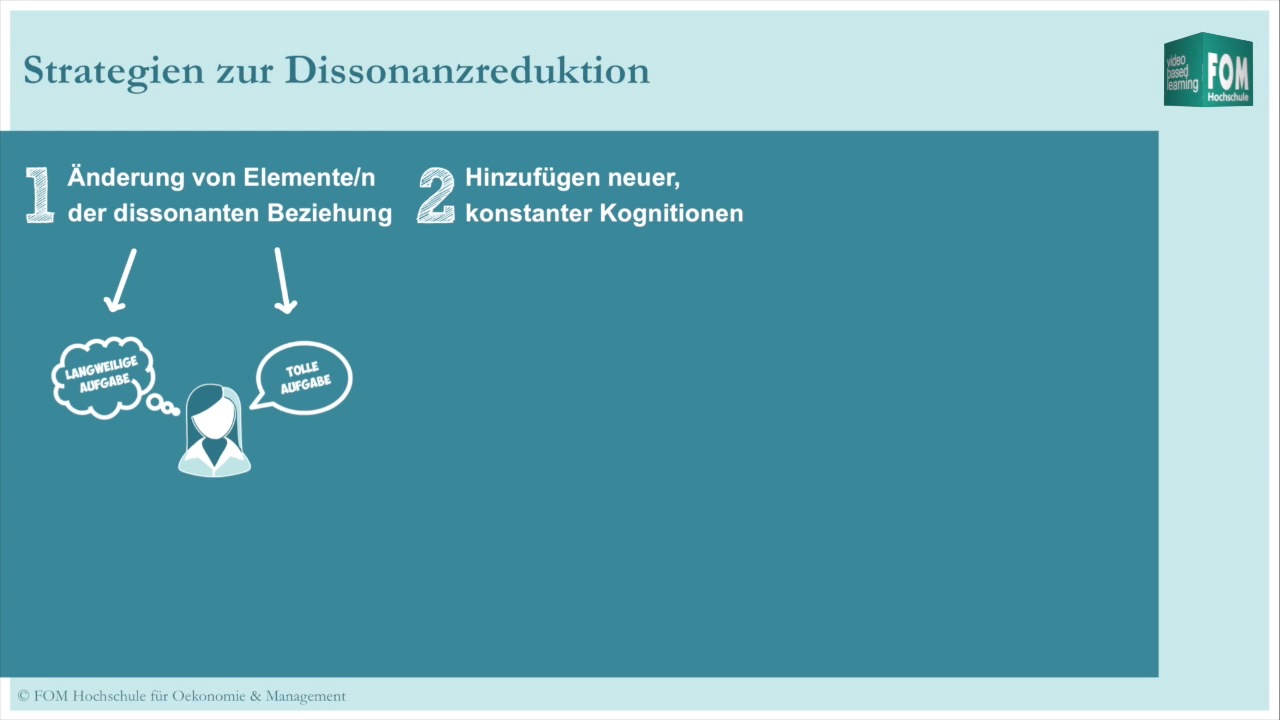 Strategien zur Dissonanzreduktion
video
based
learning
FOM
Hochschule
1 Änderung von Elemente/n
der dissonanten Beziehung
2 Hinzufügen neuer,
konstanter Kognitionen
LANGWEILIGE
AUFGABE
TOLLE
AUFGABE
© FOM Hochschule für Oekonomie & Management